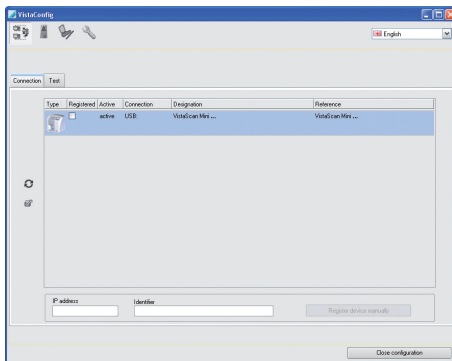 VistaConfig
English
Connection Test
Type Registered Active Connection Designation Reference
active USB: VistaScan Mini ... VistaScan Mini ...
IP address Identifier
Register device manually
Close configuration